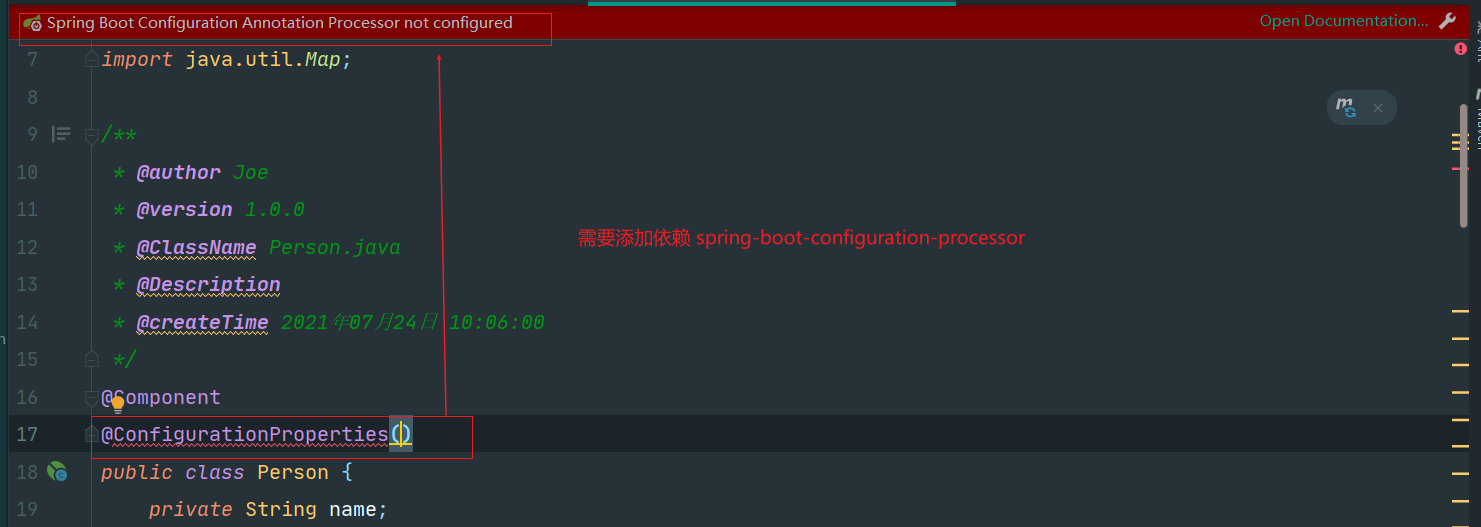 Spring Boot Configuration Annotation Processor not configured
Open Documentation...
7 import java.util.Map;
8
9 /**
10 * @author Joe
11 * @version 1.0.0
需要添加依赖 spring-boot-configuration-processor
12 * @ClassName Person.java
13 * @Description
14 * @createTime 2021年07月24日 10:06:00
15 */
16 @Component
17 @ConfigurationProperties()
18 public class Person {
19 private String name;